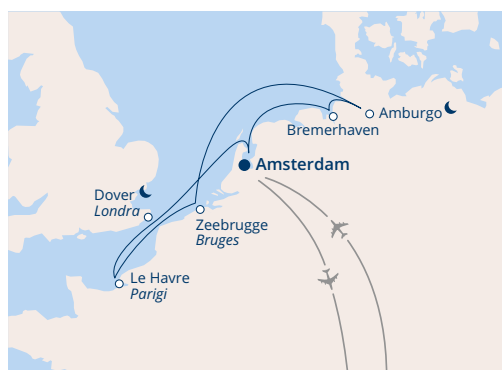 Amburgo
Bremerhaven
Amsterdam
Dover
Londra
Zeebrugge
Bruges
Le Havre
Parigi